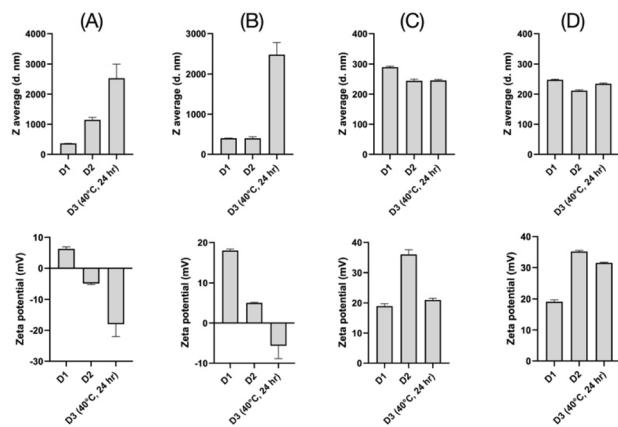 (A)
(B)
(C)
(D)
Z average (d. nm)
4000
3000
2000
1000
0
D1
D2
D3 (40°C, 24 hr)
Z average (d. nm)
3000
2000
1000
0
D1
D2
D3 (40°C, 24 hr)
Z average (d. nm)
400
300
200
100
0
D1
D2
D3 (40°C, 24 hr)
Z average (d. nm)
400
300
200
100
0
D1
D2
D3 (40°C, 24 hr)
Zeta potential (mV)
10
0
-10
-20
-30
D1
D2
D3 (40°C, 24 hr)
Zeta potential (mV)
20
10
0
-10
D1
D2
D3 (40°C, 24 hr)
Zeta potential (mV)
40
30
20
10
0
D1
D2
D3 (40°C, 24 hr)
Zeta potential (mV)
40
30
20
10
0
D1
D2
D3 (40°C, 24 hr)